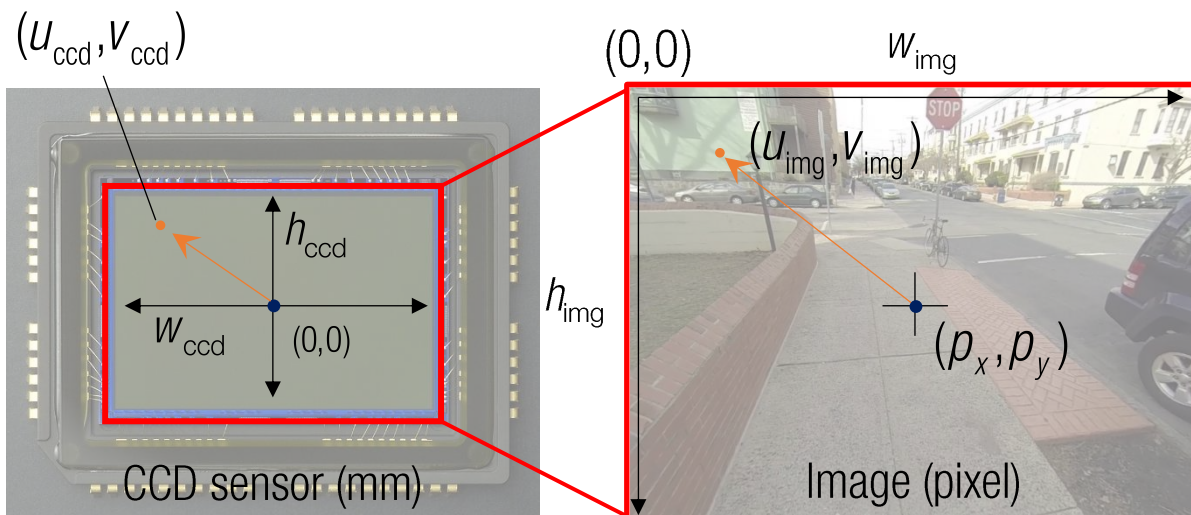 (u_ccd, v_ccd)
(0,0)
w_img
STOP
(u_img, v_img)
h_ccd
h_img
w_ccd
(0,0)
(p_x, p_y)
CCD sensor (mm)
Image (pixel)